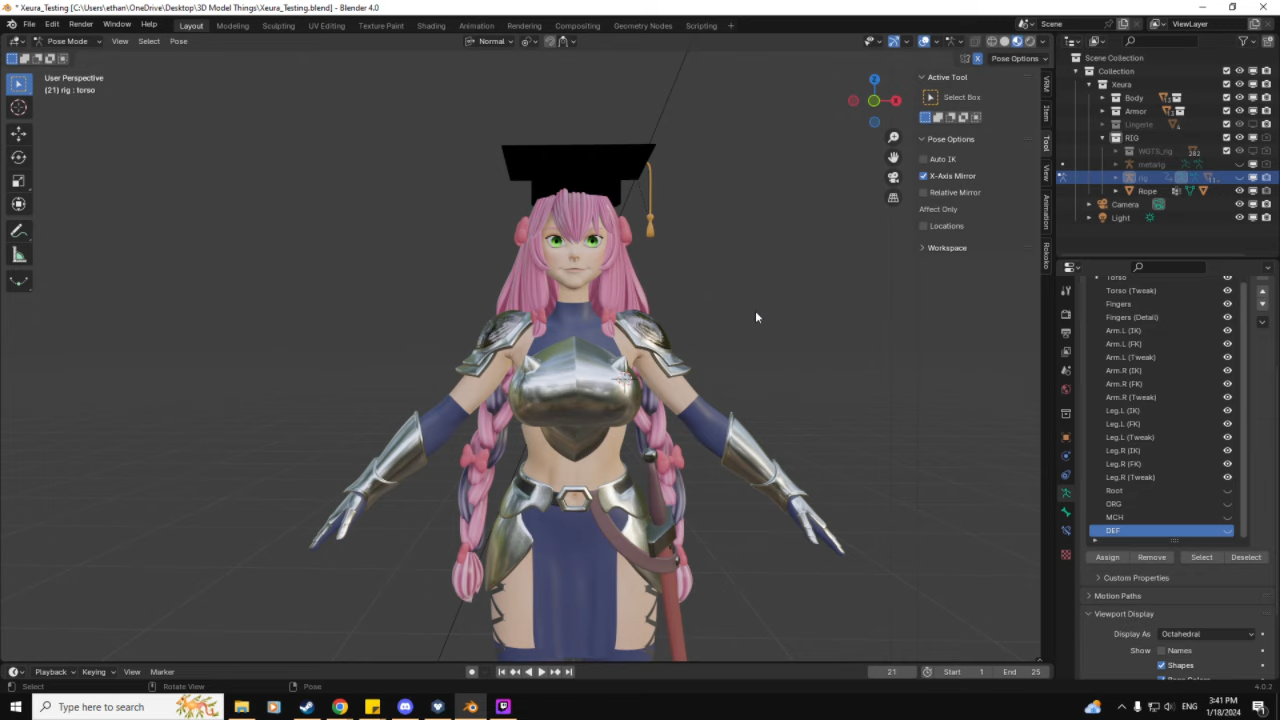 * Xeura_Testing [C:\Users\ethan\OneDrive\Desktop\3D Model Things\Xeura_Testing.blend] - Blender 4.0
File Edit Render Window Help Layout Modeling Sculpting UV Editing Texture Paint Shading Animation Rendering Compositing Geometry Nodes Scripting + Scene ViewLayer
Pose Mode View Select Pose Normal
Pose Options
User Perspective
(21) rig : torso
Z
X
Active Tool
Select Box
Pose Options
Auto IK
X-Axis Mirror
Relative Mirror
Affect Only
Locations
Workspace
VRM
Item
Tool
View
Animation
Rokoko
Scene Collection
Collection
Xeura
Body
Armor
Lingerie
RIG
WGTS_rig
metarig
rig
Rope
Camera
Light
Torso
Torso (Tweak)
Fingers
Fingers (Detail)
Arm.L (IK)
Arm.L (FK)
Arm.L (Tweak)
Arm.R (IK)
Arm.R (FK)
Arm.R (Tweak)
Leg.L (IK)
Leg.L (FK)
Leg.L (Tweak)
Leg.R (IK)
Leg.R (FK)
Leg.R (Tweak)
Root
ORG
MCH
DEF
Assign Remove Select Deselect
Custom Properties
Motion Paths
Viewport Display
Display As Octahedral
Show Names
Shapes
Playback Keying View Marker 21 Start 1 End 25
Select Rotate View Pose 4.0.2
Type here to search
ENG
3:41 PM
1/18/2024